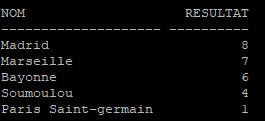 NOM                   RESULTAT
-------------------- ----------
Madrid                        8
Marseille                     7
Bayonne                       6
Soumoulou                     4
Paris Saint-germain           1